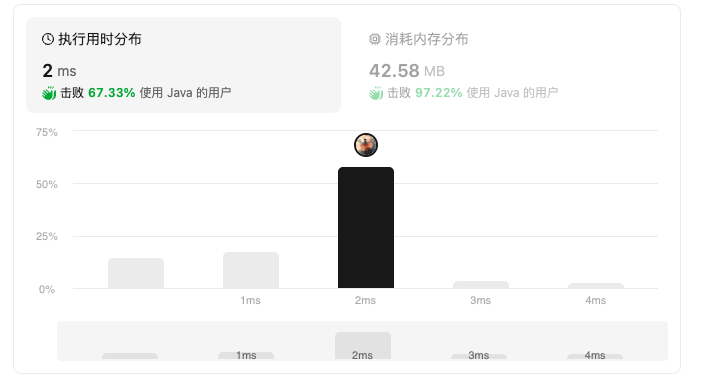 执行用时分布
2 ms
击败 67.33% 使用 Java 的用户
消耗内存分布
42.58 MB
击败 97.22% 使用 Java 的用户
75%
50%
25%
0%
1ms 2ms 3ms 4ms
1ms 2ms 3ms 4ms